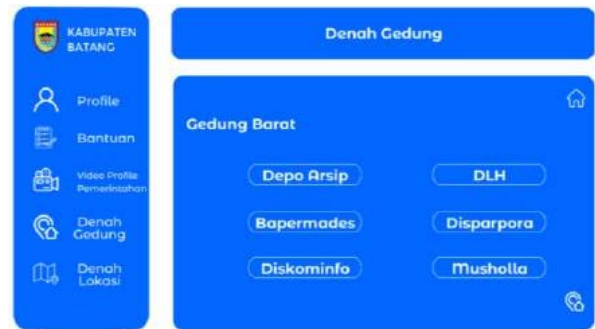 KABUPATEN
BATANG
Profile
Bantuan
Video Profile
Pemerintahan
Denah
Gedung
Denah
Lokasi
Denah Gedung
Gedung Barat
Depo Arsip
DLH
Bapermades
Disparpora
Diskominfo
Musholla